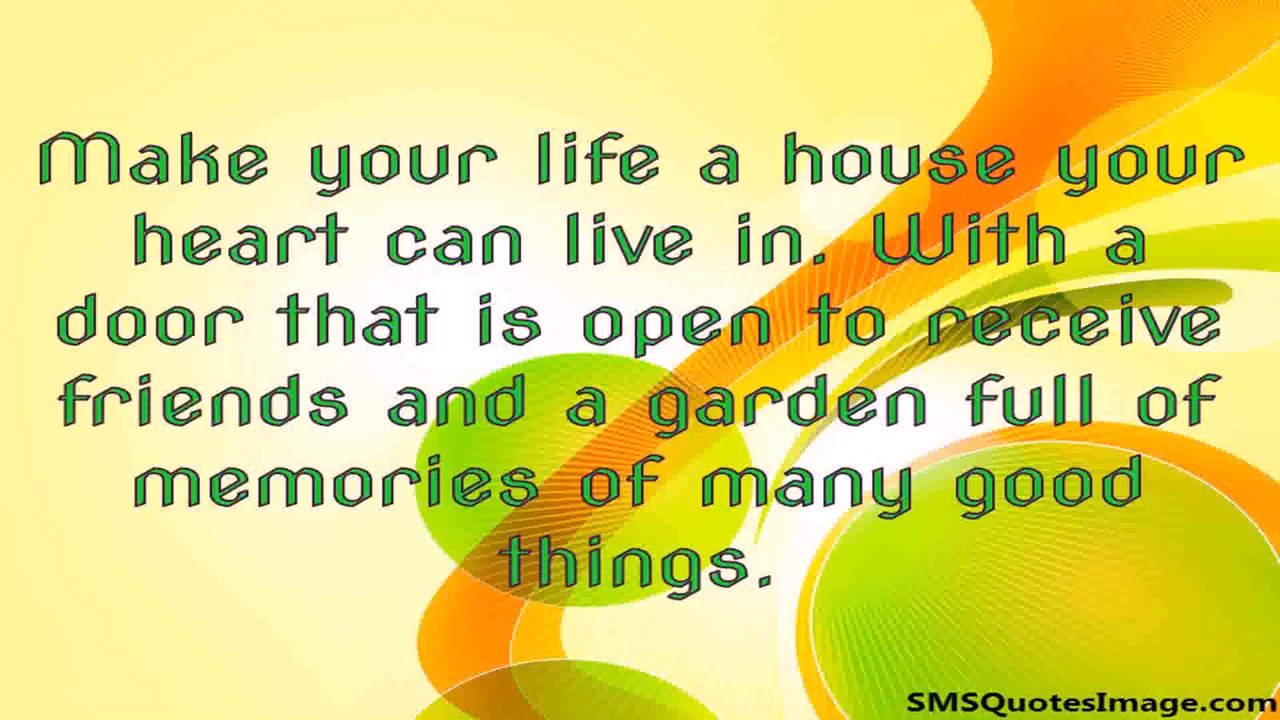 Make your life a house your
heart can live in. With a
door that is open to receive
friends and a garden full of
memories of many good
things.
SMSQuotesImage.com